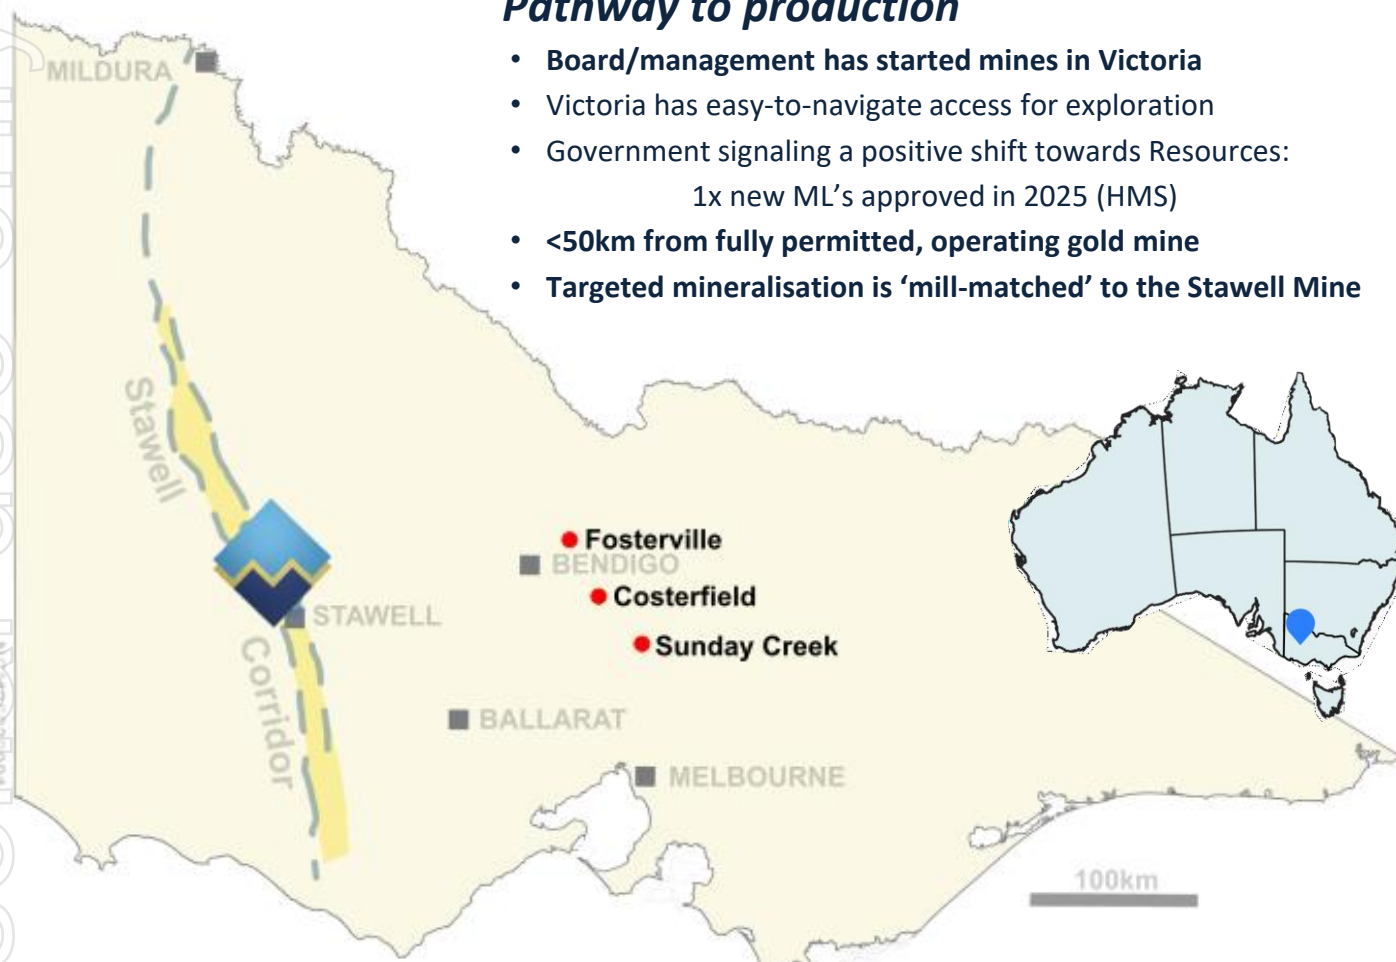 Pathway to production
• Board/management has started mines in Victoria
• Victoria has easy-to-navigate access for exploration
• Government signaling a positive shift towards Resources:
1x new ML’s approved in 2025 (HMS)
• <50km from fully permitted, operating gold mine
• Targeted mineralisation is ‘mill-matched’ to the Stawell Mine
MILDURA
Stawell
Corridor
STAWELL
Fosterville
BENDIGO
Costerfield
Sunday Creek
BALLARAT
MELBOURNE
100km